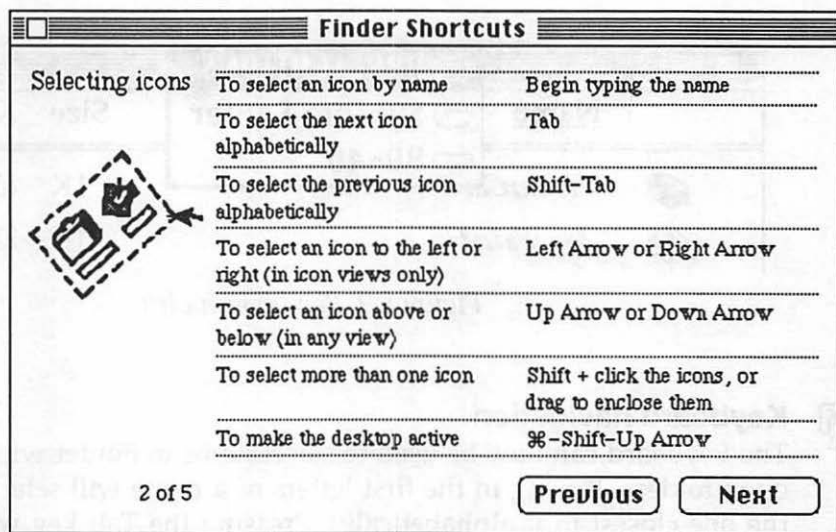 Finder Shortcuts
Selecting icons
To select an icon by name Begin typing the name
To select the next icon Tab
alphabetically
To select the previous icon Shift-Tab
alphabetically
To select an icon to the left or Left Arrow or Right Arrow
right (in icon views only)
To select an icon above or Up Arrow or Down Arrow
below (in any view)
To select more than one icon Shift + click the icons, or
drag to enclose them
To make the desktop active ⌘-Shift-Up Arrow
2 of 5 Previous Next